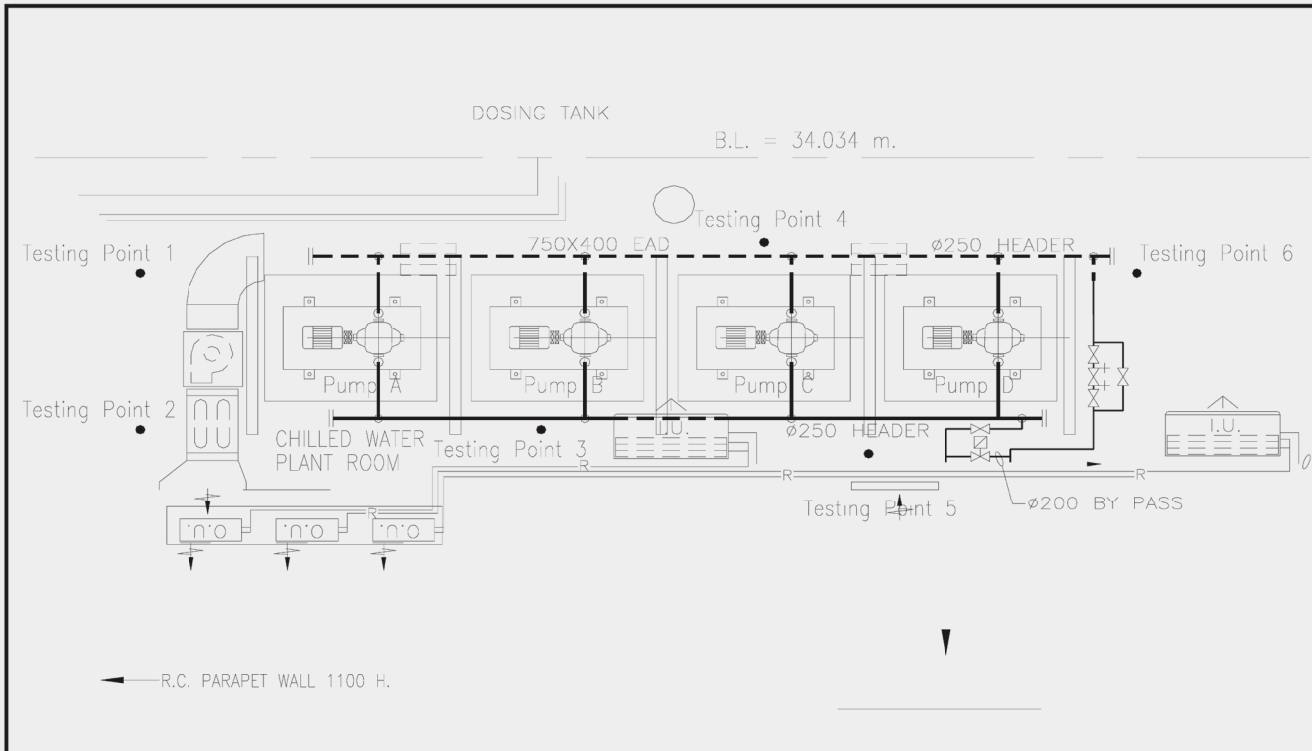 DOSING TANK
B.L. = 34.034 m.
Testing Point 4
Testing Point 1
750X400 EAD
ø250 HEADER
Testing Point 6
Pump A
Pump B
Pump C
Pump D
Testing Point 2
CHILLED WATER
PLANT ROOM
Testing Point 3
I.U.
ø250 HEADER
I.U.
R
R
R
ø200 BY PASS
Testing Point 5
R
O.U.
O.U.
O.U.
R.C. PARAPET WALL 1100 H.